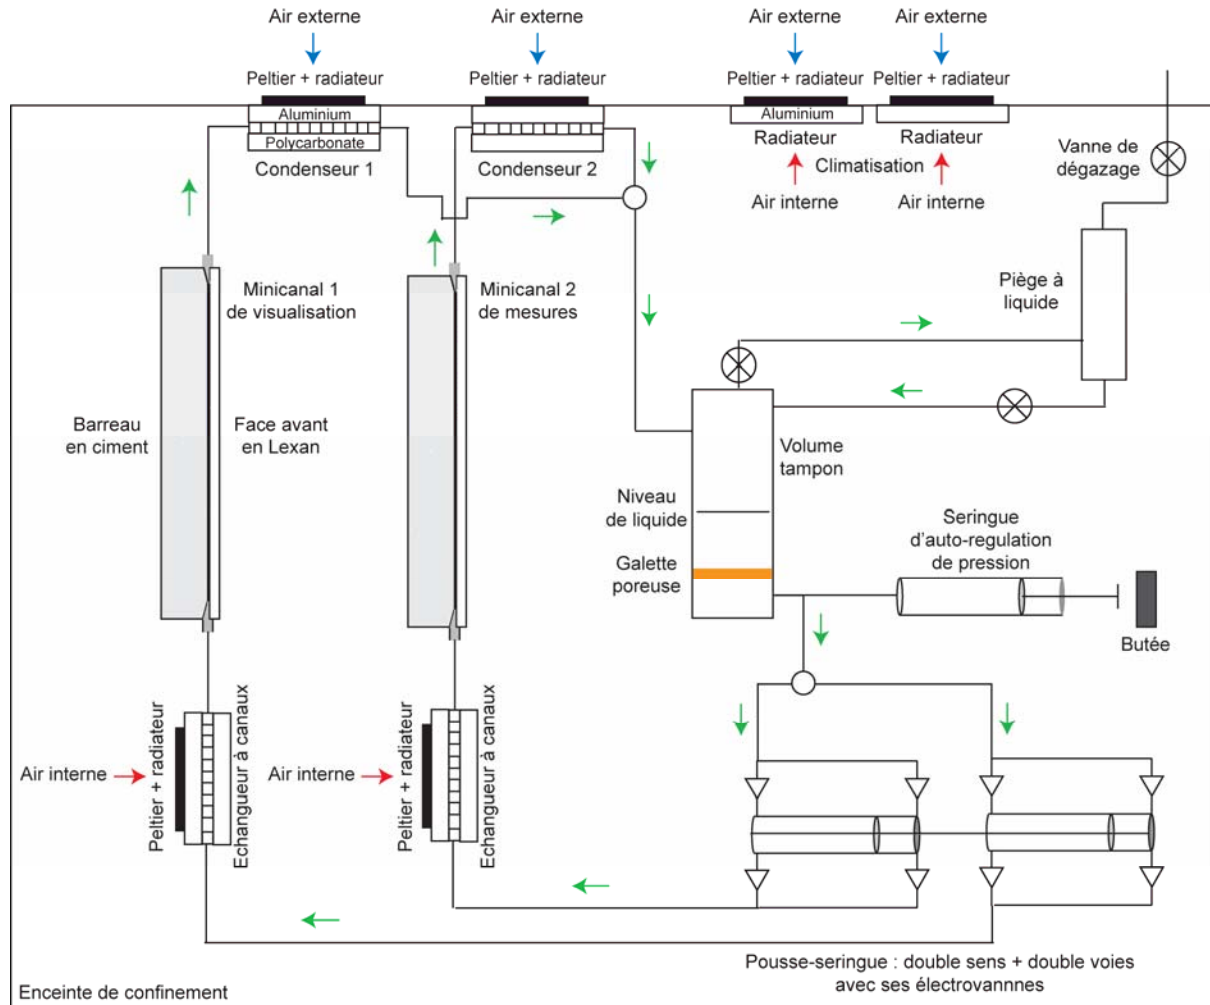 Air externe
Air externe
Air externe
Air externe
Peltier + radiateur
Peltier + radiateur
Peltier + radiateur
Peltier + radiateur
Aluminium
Polycarbonate
Condenseur 1
Condenseur 2
Aluminium
Radiateur
Radiateur
Climatisation
Air interne
Air interne
Vanne de
dégazage
Minicanal 1
de visualisation
Minicanal 2
de mesures
Piège à
liquide
Barreau
en ciment
Face avant
en Lexan
Volume
tampon
Niveau
de liquide
Galette
poreuse
Seringue
d'auto-regulation
de pression
Butée
Air interne
Peltier + radiateur
Echangueur à canaux
Air interne
Peltier + radiateur
Echangueur à canaux
Pousse-seringue : double sens + double voies
avec ses électrovannnes
Enceinte de confinement